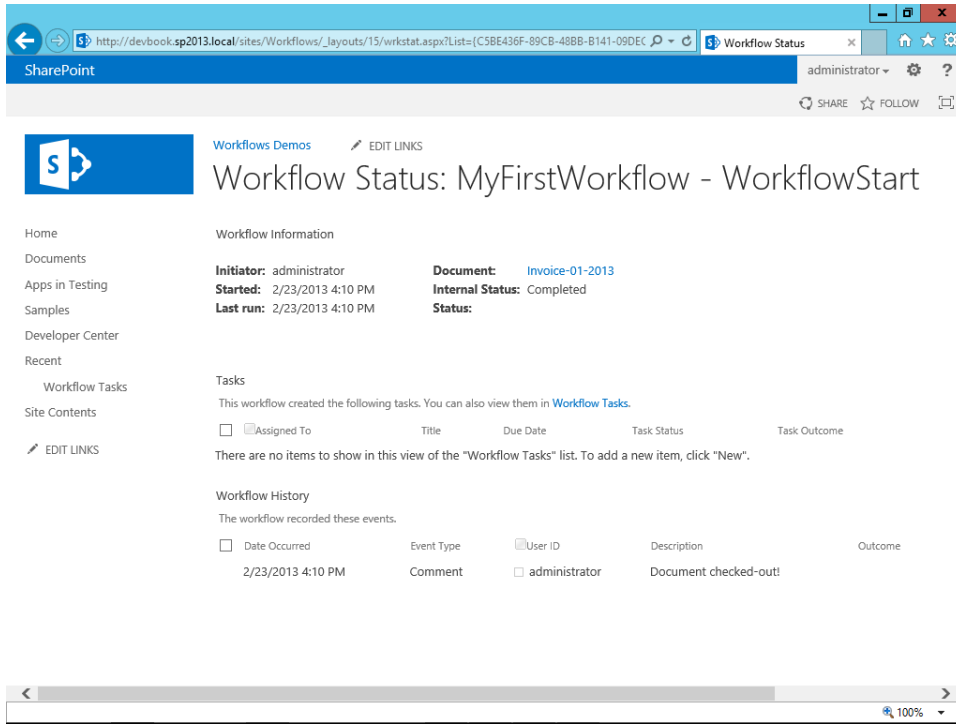 http://devbook.sp2013.local/sites/Workflows/_layouts/15/wrkstat.aspx?List={C5BE436F-89CB-48BB-B141-09DEC
Workflow Status
SharePoint
administrator
?
SHARE
FOLLOW
S
Workflows Demos
EDIT LINKS
Workflow Status: MyFirstWorkflow - WorkflowStart
Home
Documents
Apps in Testing
Samples
Developer Center
Recent
Workflow Tasks
Site Contents
EDIT LINKS
Workflow Information
Initiator: administrator Document: Invoice-01-2013
Started: 2/23/2013 4:10 PM Internal Status: Completed
Last run: 2/23/2013 4:10 PM Status:
Tasks
This workflow created the following tasks. You can also view them in Workflow Tasks.
Assigned To Title Due Date Task Status Task Outcome
There are no items to show in this view of the "Workflow Tasks" list. To add a new item, click "New".
Workflow History
The workflow recorded these events.
Date Occurred Event Type User ID Description Outcome
2/23/2013 4:10 PM Comment administrator Document checked-out!
100%